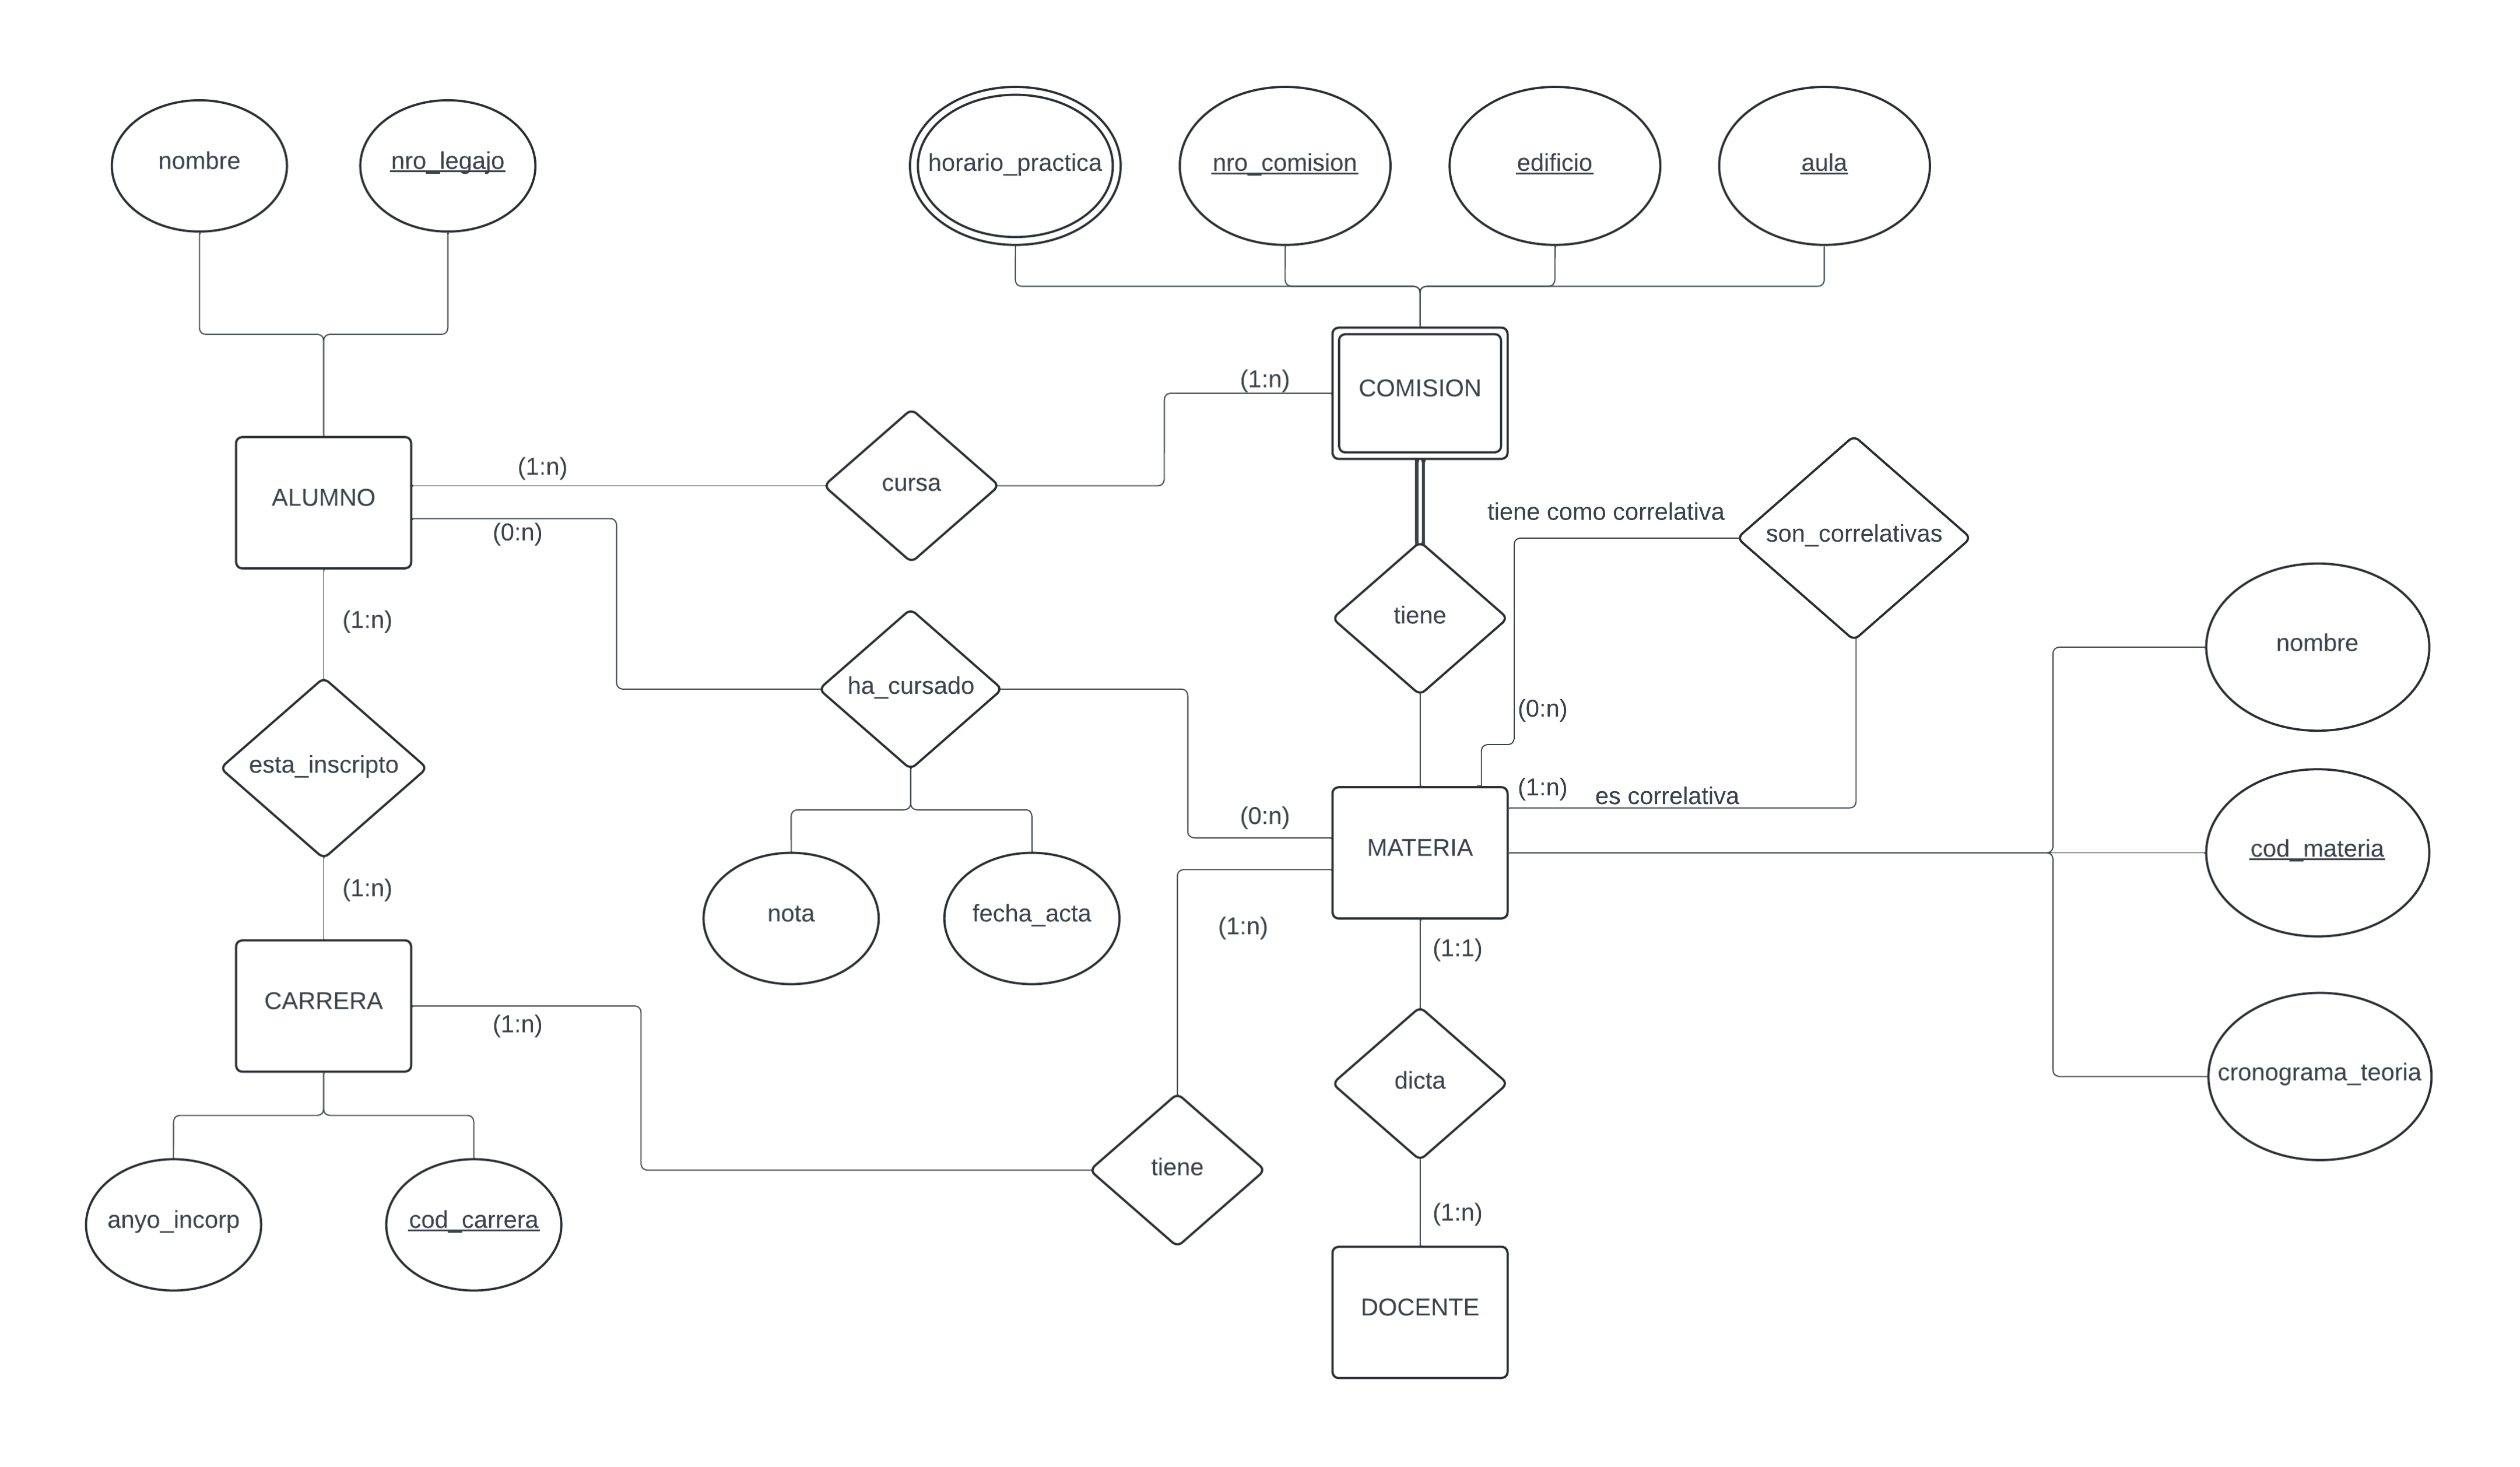 nombre
nro_legajo
horario_practica
nro_comision
edificio
aula
(1:n)
COMISION
(1:n)
cursa
ALUMNO
(0:n)
tiene como correlativa
son_correlativas
(1:n)
tiene
nombre
ha_cursado
(0:n)
esta_inscripto
(1:n)
es correlativa
(0:n)
MATERIA
cod_materia
(1:n)
nota
fecha_acta
(1:n)
(1:1)
CARRERA
(1:n)
dicta
cronograma_teoria
tiene
anyo_incorp
cod_carrera
(1:n)
DOCENTE